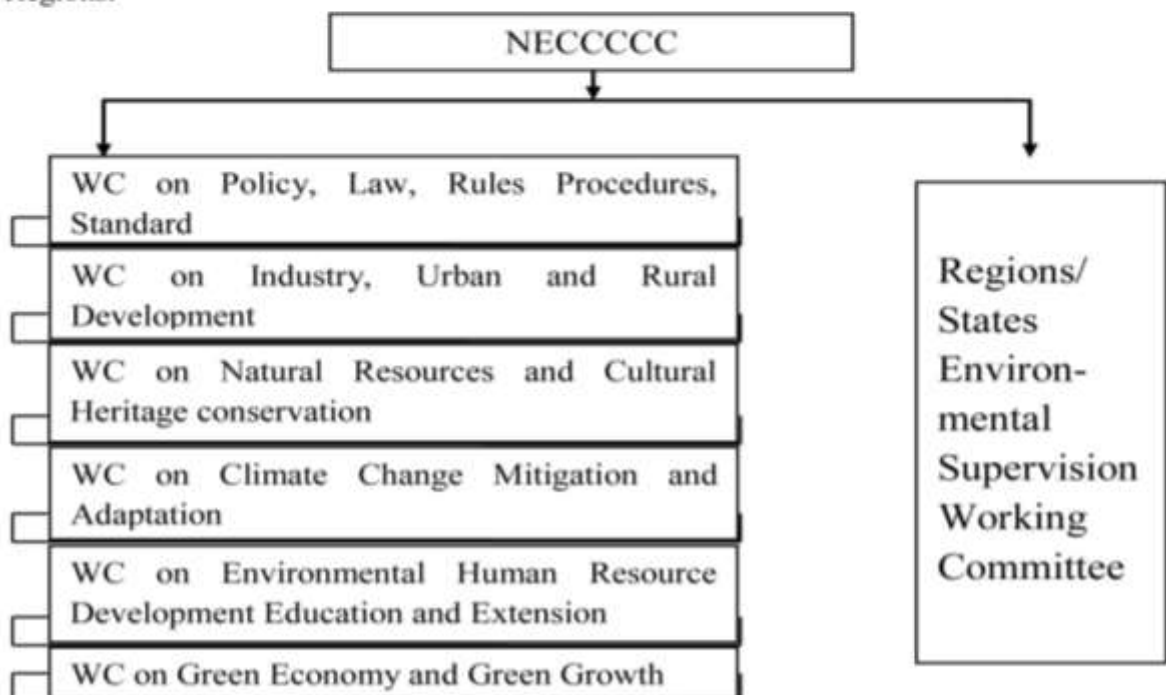 NECCCCC
WC on Policy, Law, Rules Procedures,
Standard
WC on Industry, Urban and Rural
Development
WC on Natural Resources and Cultural
Heritage conservation
WC on Climate Change Mitigation and
Adaptation
WC on Environmental Human Resource
Development Education and Extension
WC on Green Economy and Green Growth
Regions/
States
Environ-
mental
Supervision
Working
Committee